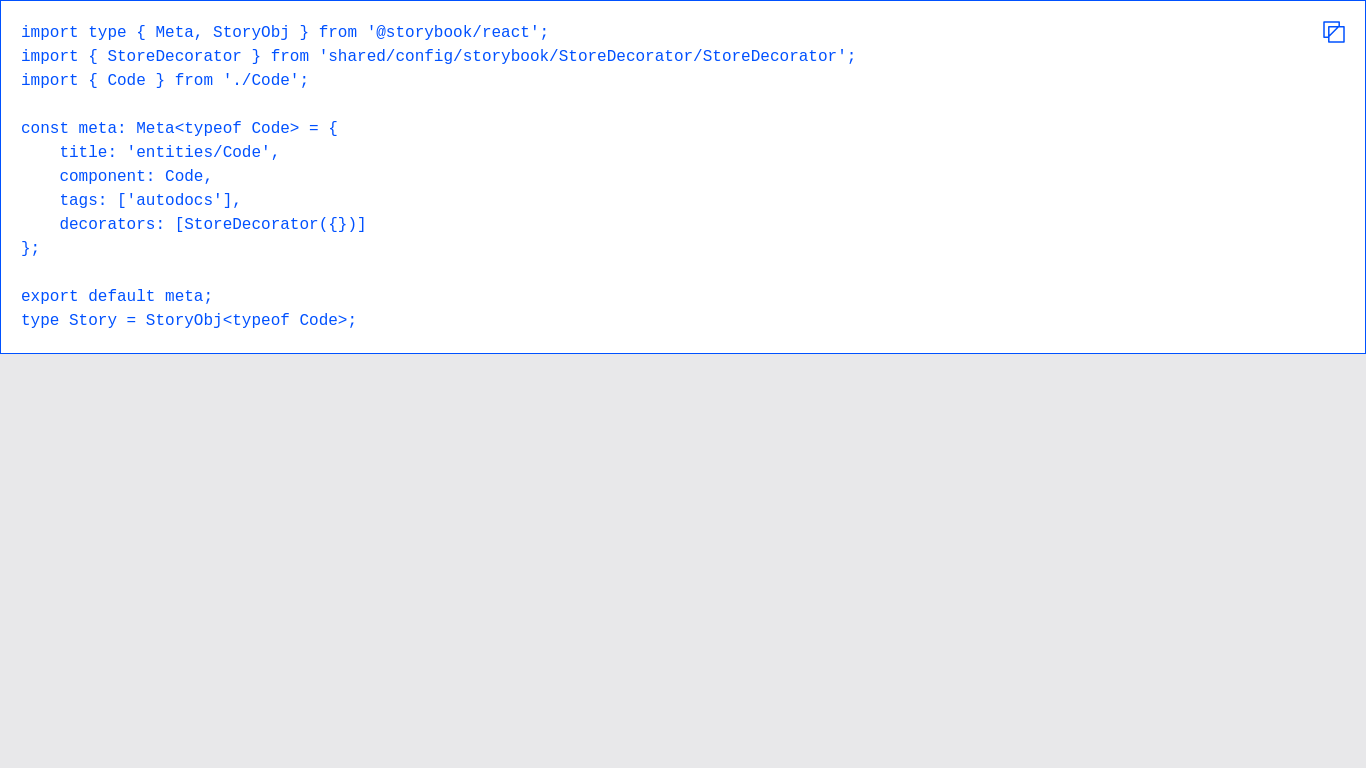 import type { Meta, StoryObj } from '@storybook/react';
import { StoreDecorator } from 'shared/config/storybook/StoreDecorator/StoreDecorator';
import { Code } from './Code';

const meta: Meta<typeof Code> = {
    title: 'entities/Code',
    component: Code,
    tags: ['autodocs'],
    decorators: [StoreDecorator({})]
};

export default meta;
type Story = StoryObj<typeof Code>;